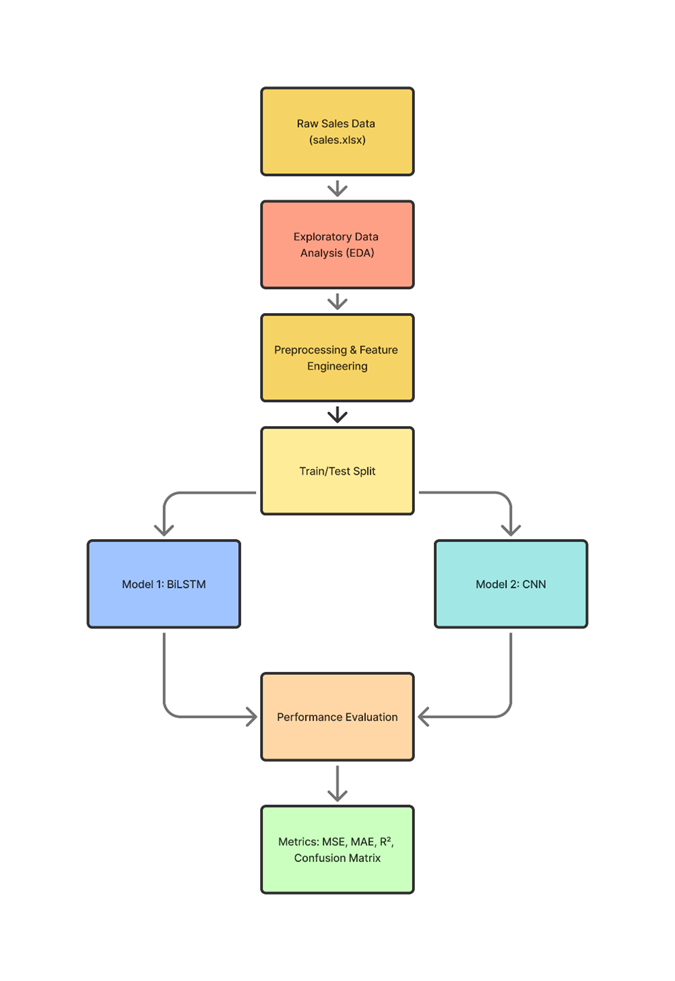 Raw Sales Data
(sales.xlsx)
Exploratory Data
Analysis (EDA)
Preprocessing & Feature
Engineering
Train/Test Split
Model 1: BiLSTM
Model 2: CNN
Performance Evaluation
Metrics: MSE, MAE, R²,
Confusion Matrix